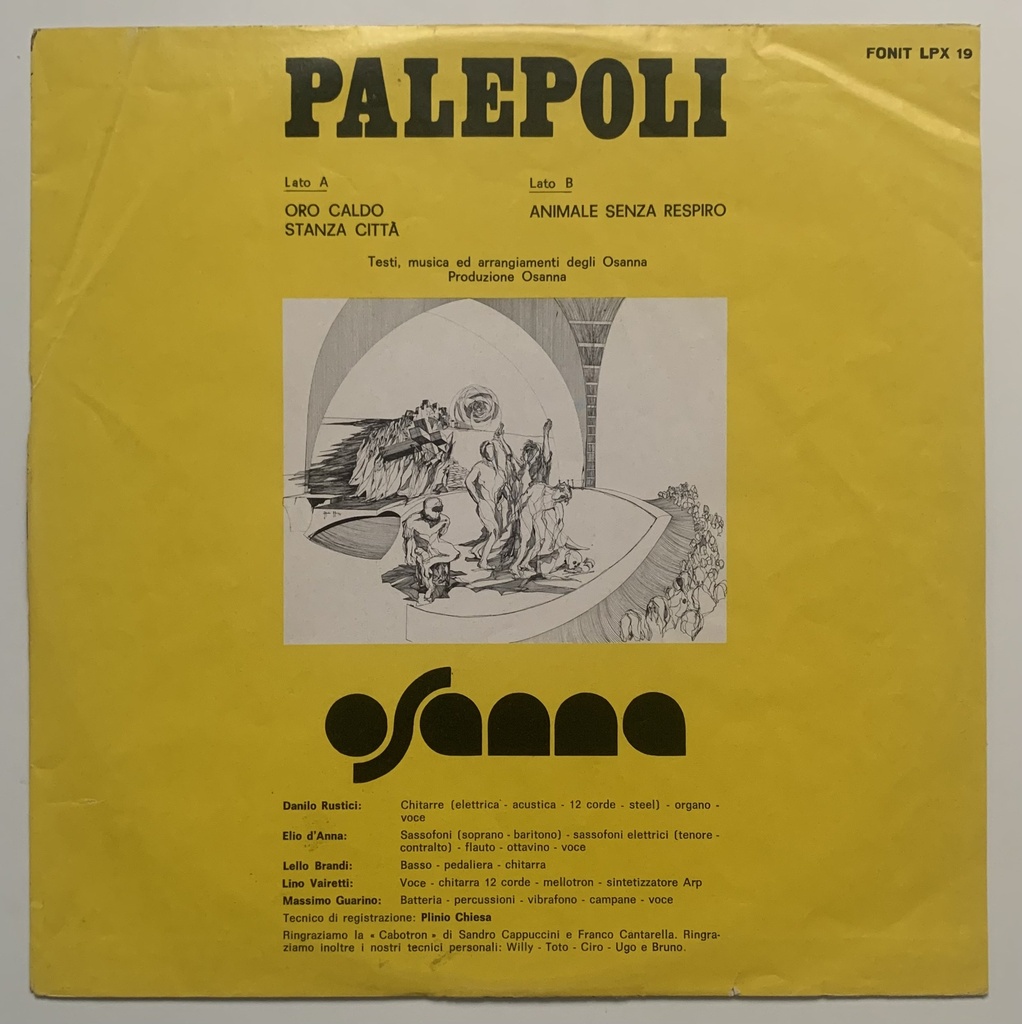 FONIT LPX 19
PALEPOLI
Lato A
ORO CALDO
STANZA CITTÀ
Lato B
ANIMALE SENZA RESPIRO
Testi, musica ed arrangiamenti degli Osanna
Produzione Osanna
osanna
Danilo Rustici: Chitarre (elettrica - acustica - 12 corde - steel) - organo -
voce
Elio d'Anna: Sassofoni (soprano - baritono) - sassofoni elettrici (tenore -
contralto) - flauto - ottavino - voce
Lello Brandi: Basso - pedaliera - chitarra
Lino Vairetti: Voce - chitarra 12 corde - mellotron - sintetizzatore Arp
Massimo Guarino: Batteria - percussioni - vibrafono - campane - voce
Tecnico di registrazione: Plinio Chiesa
Ringraziamo la « Cabotron » di Sandro Cappuccini e Franco Cantarella. Ringra-
ziamo inoltre i nostri tecnici personali: Willy - Toto - Ciro - Ugo e Bruno.